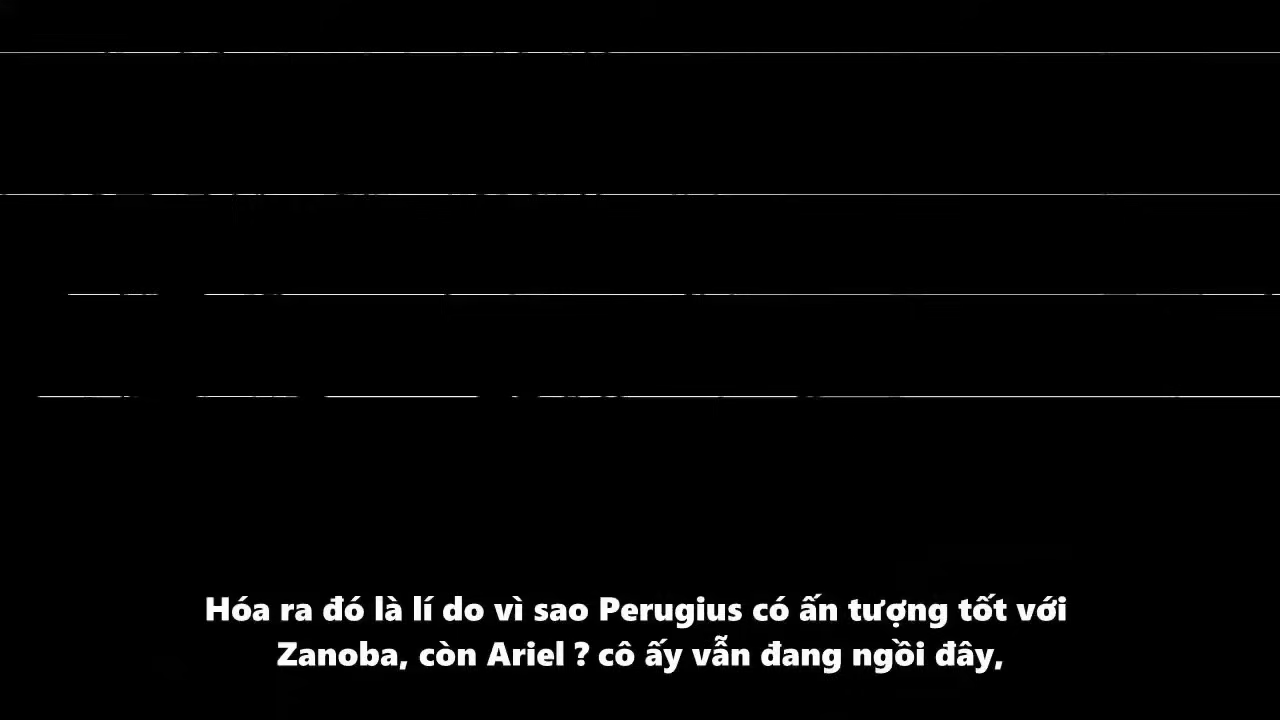 Hóa ra đó là lí do vì sao Perugius có ấn tượng tốt với
Zanoba, còn Ariel ? cô ấy vẫn đang ngồi đây,